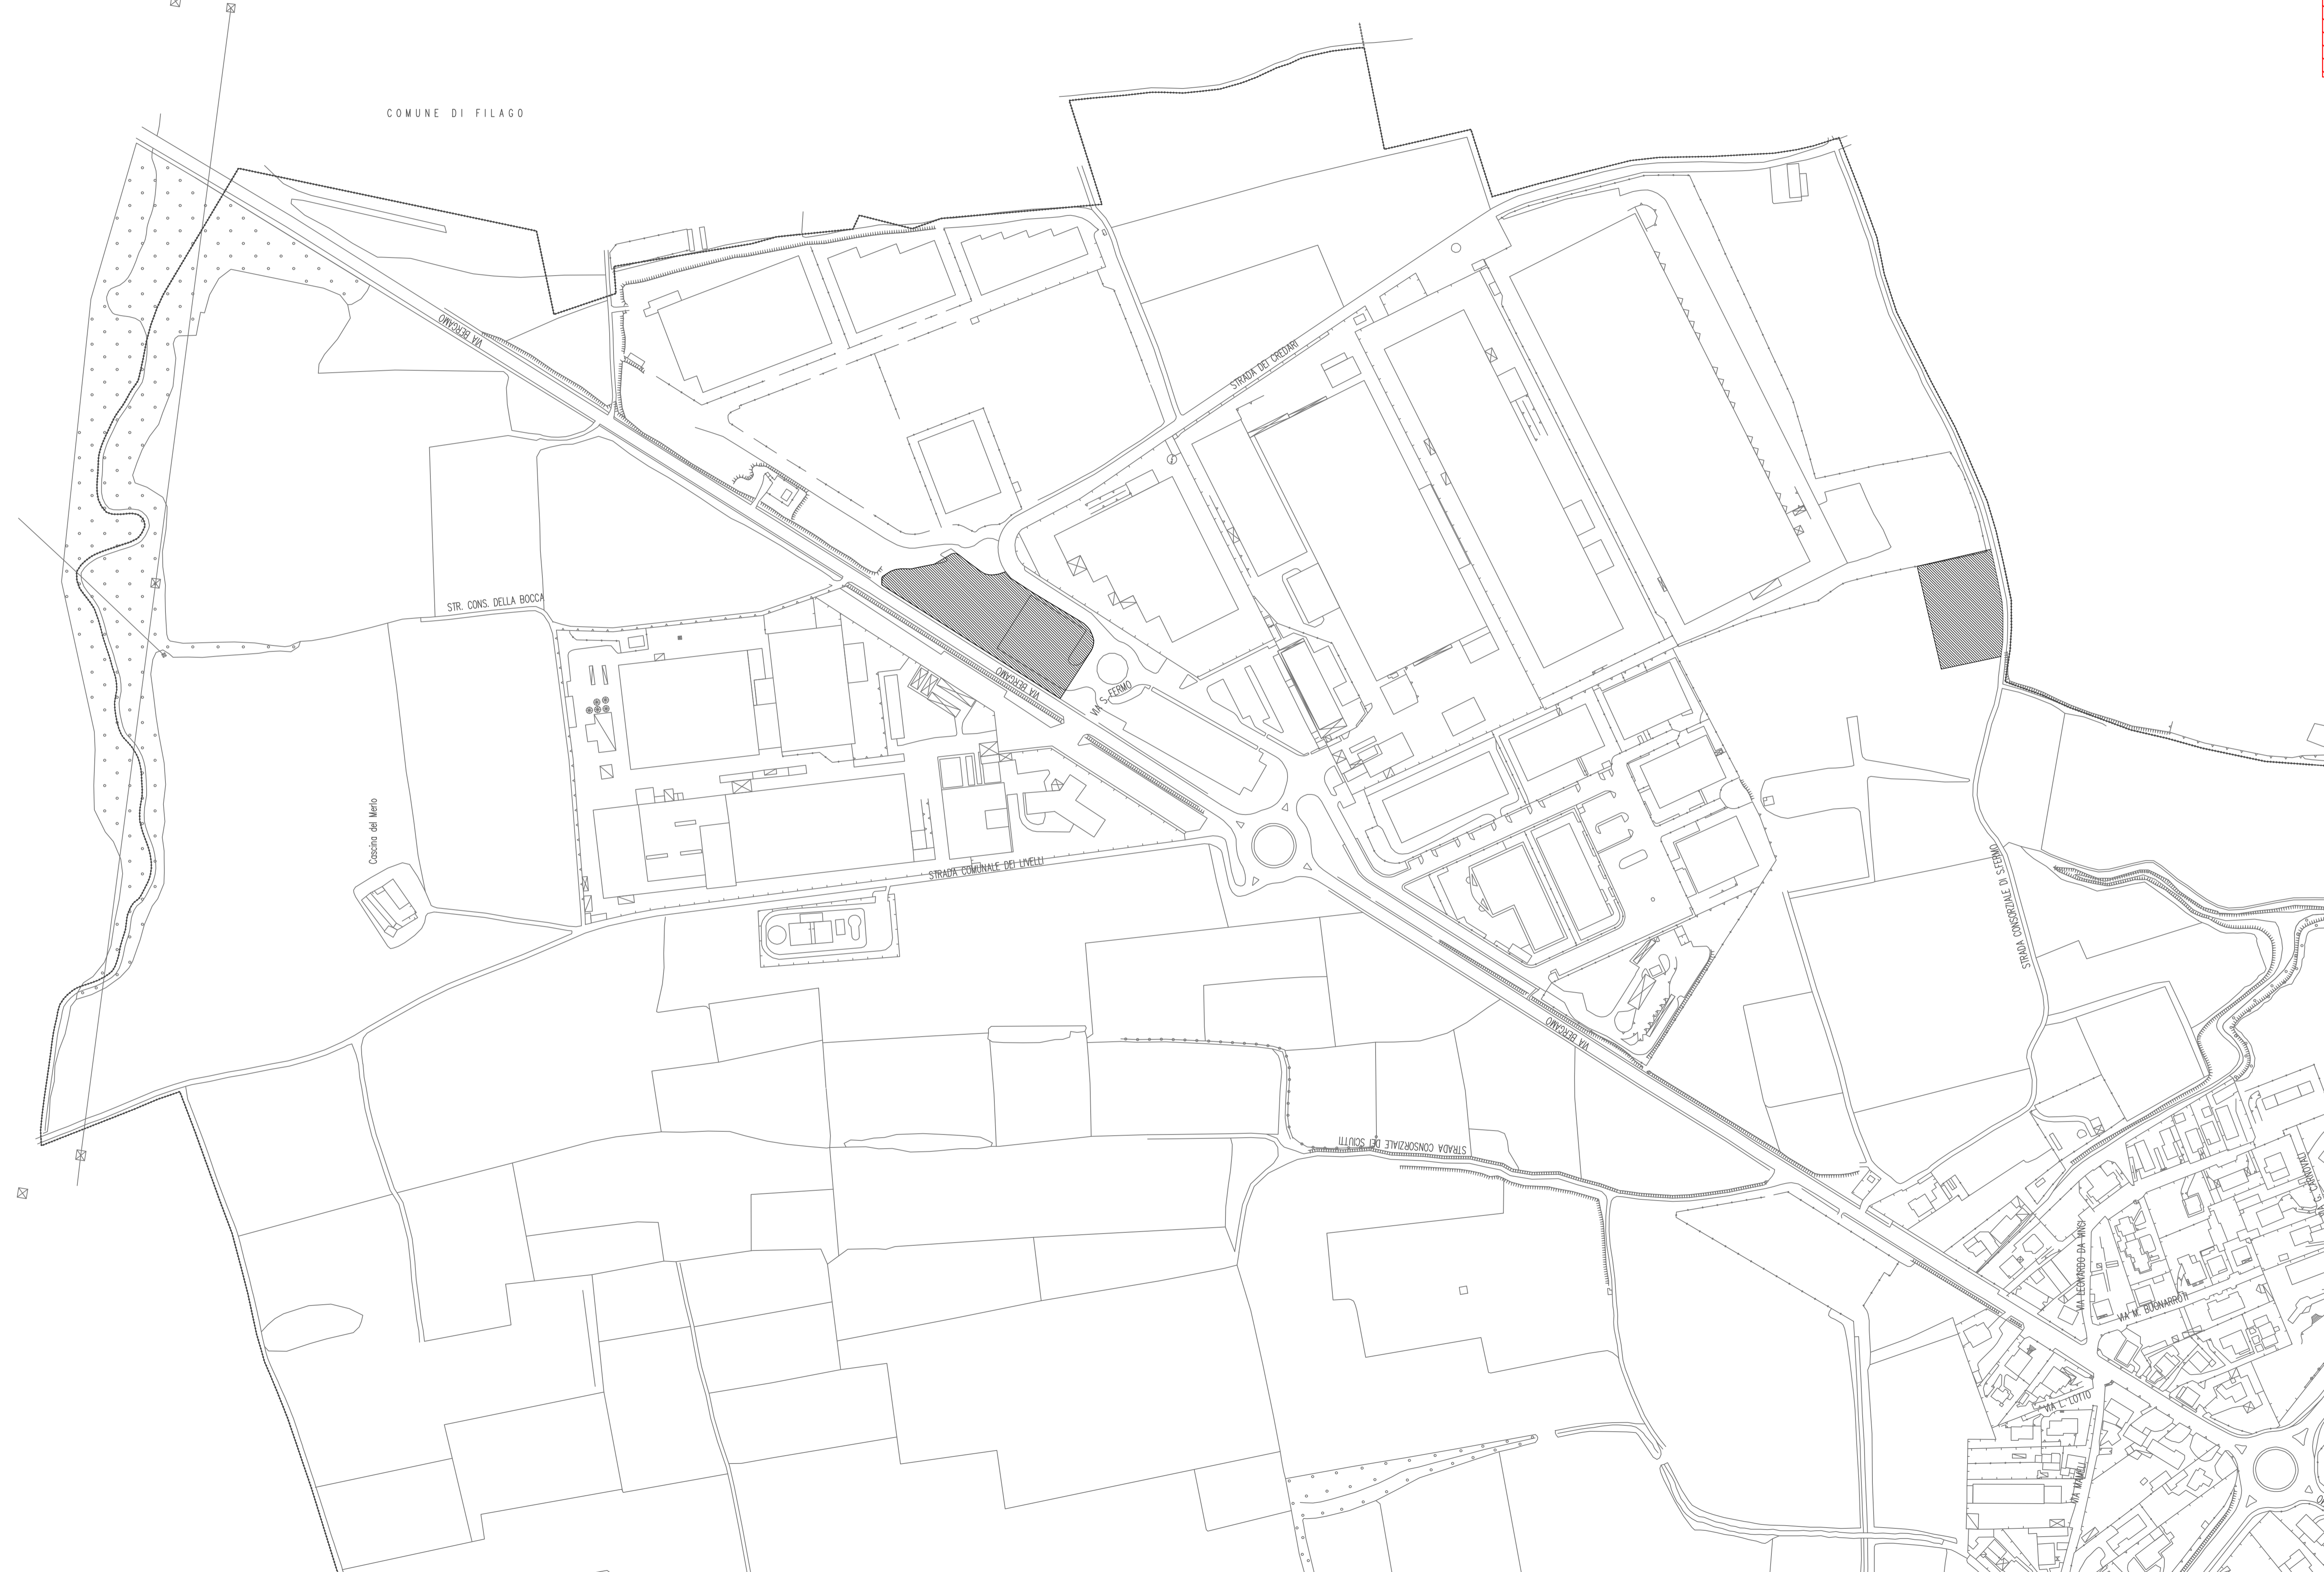 COMUNE DI FILAGO
VIA BERGAMO
STRADA DEI CREDARI
STR. CONS. DELLA BOCCA
VIA BERGAMO
VIA S. FERMO
Cascina del Merlo
STRADA COMUNALE DEI LIVELLI
STRADA CONSORZIALE DI S.FERMO
VIA BERGAMO
STRADA CONSORZIALE DEI SCIUTTI
VIA LEONARDO DA VINCI
VIA M. BUONARROTI
VIA L. LOTTO
VIA MAMELI